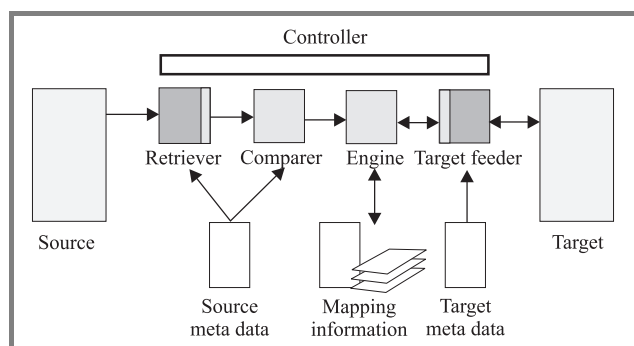 Controller
Retriever
Comparer
Engine
Target feeder
Source
Target
Source
meta data
Mapping
information
Target
meta data